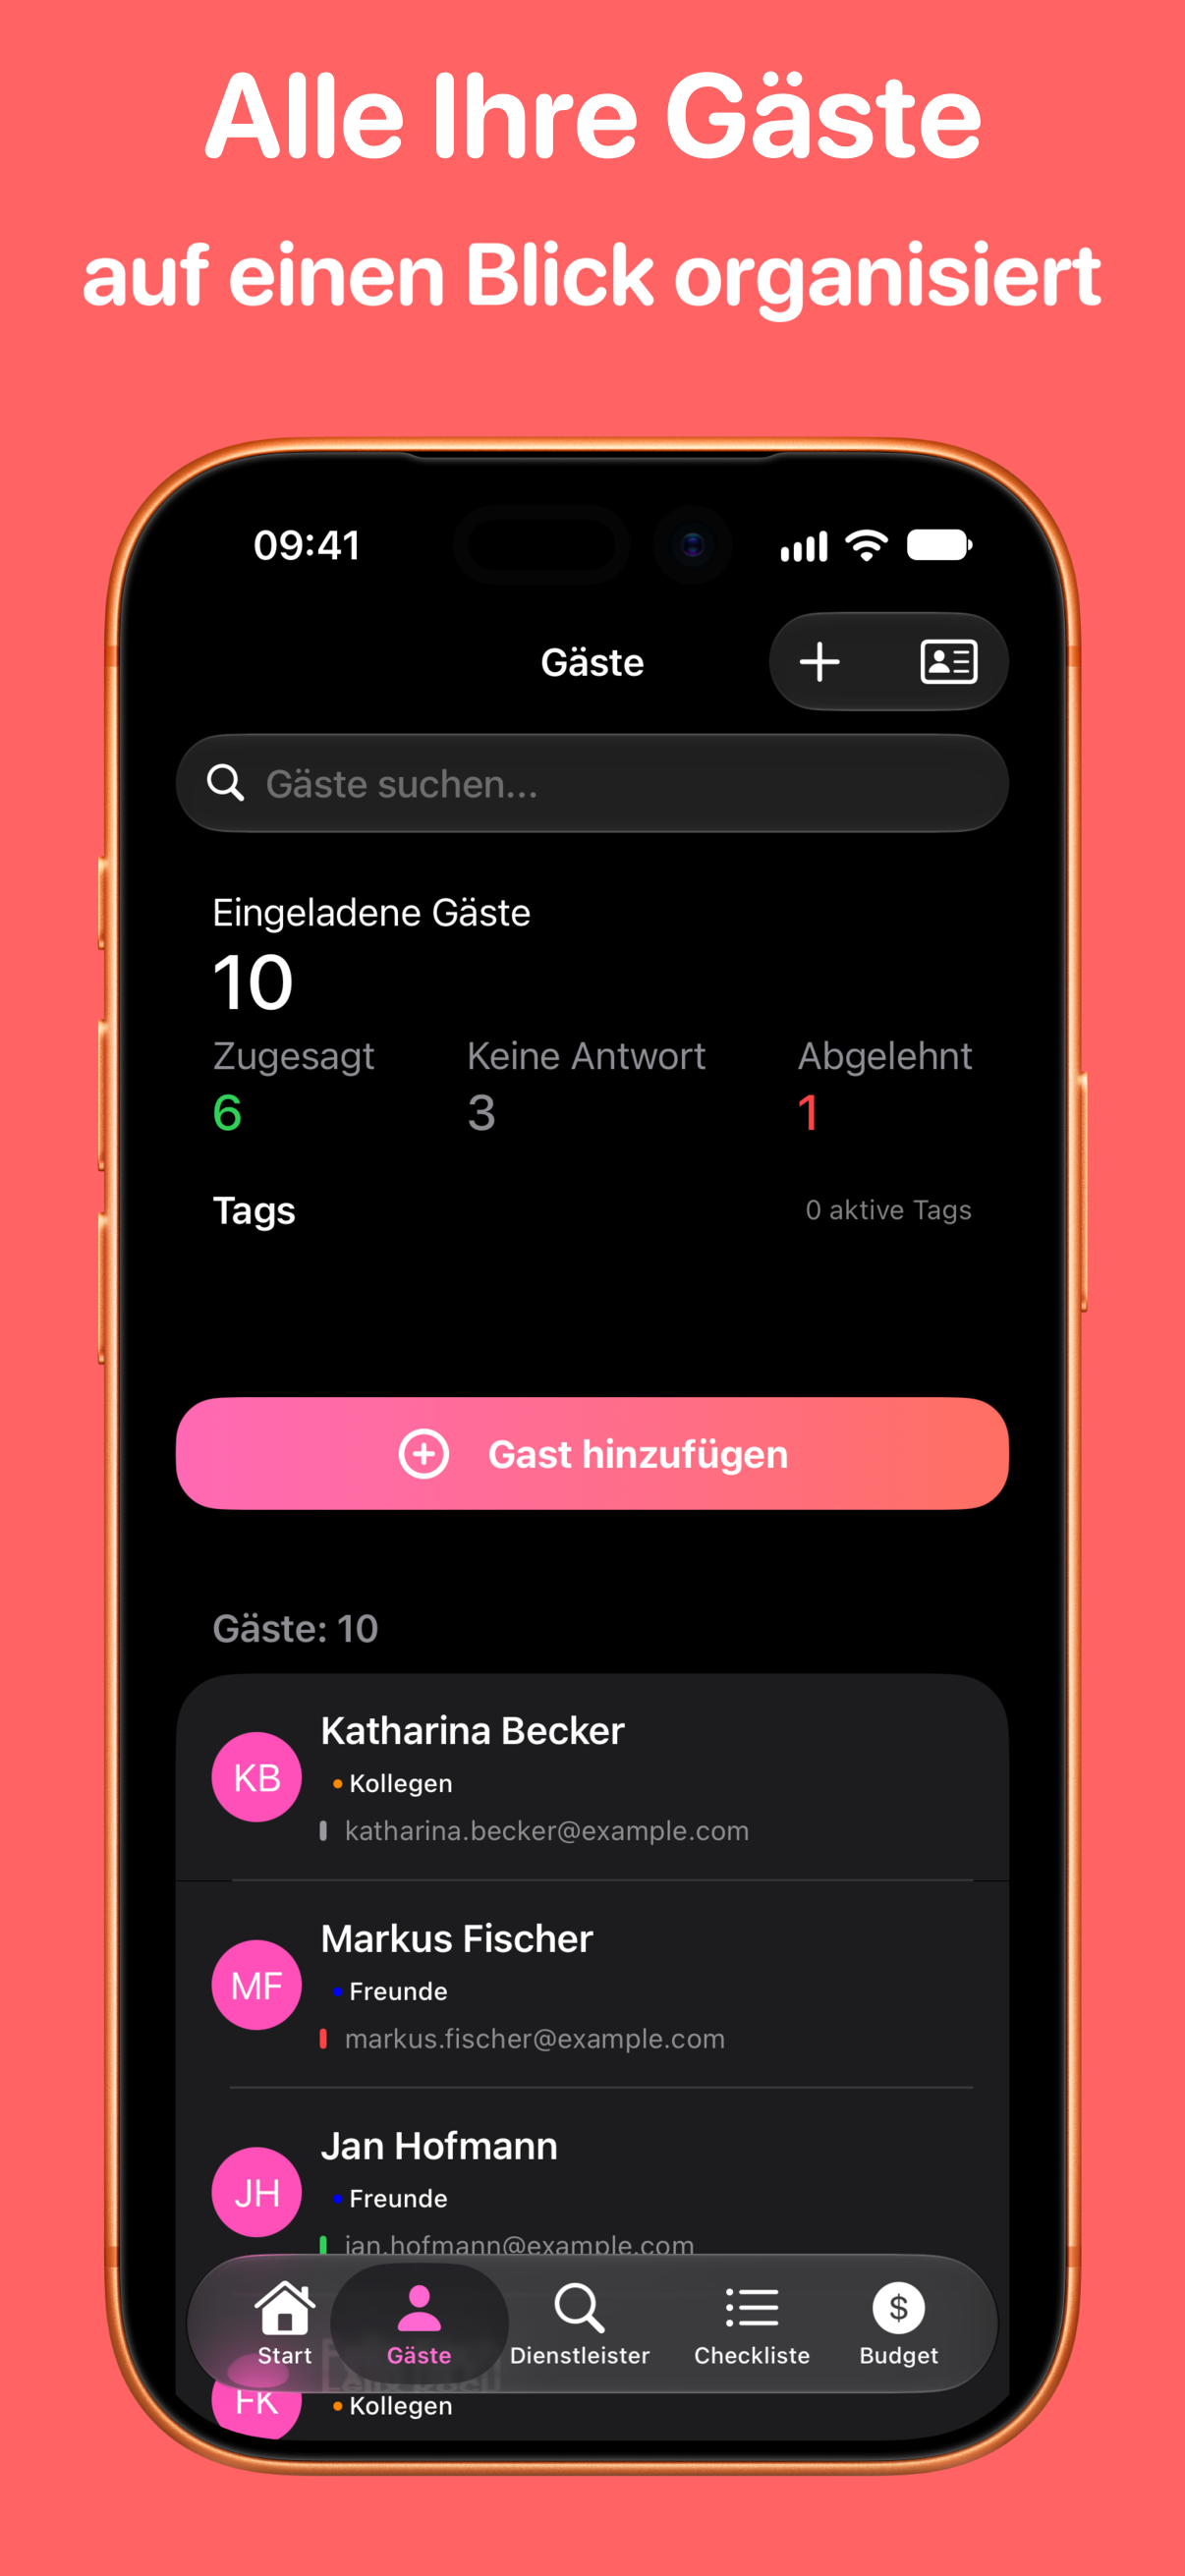 Alle Ihre Gäste
auf einen Blick organisiert
09:41
Gäste
Gäste suchen...
Eingeladene Gäste
10
Zugesagt Keine Antwort Abgelehnt
6 3 1
Tags 0 aktive Tags
Gast hinzufügen
Gäste: 10
KB
Katharina Becker
Kollegen
katharina.becker@example.com
MF
Markus Fischer
Freunde
markus.fischer@example.com
JH
Jan Hofmann
Freunde
jan.hofmann@example.com
$
Start Gäste Dienstleister Checkliste Budget
FK
Kollegen